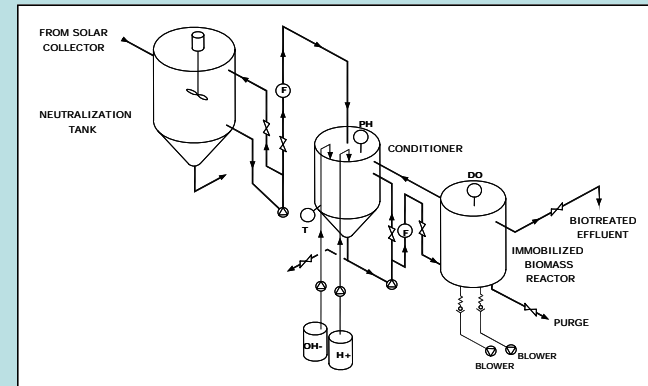 FROM SOLAR
COLLECTOR
NEUTRALIZATION
TANK
F
PH
CONDITIONER
DO
T
F
BIOTREATED
EFFLUENT
IMMOBILIZED
BIOMASS
REACTOR
PURGE
OH-
H+
BLOWER
BLOWER